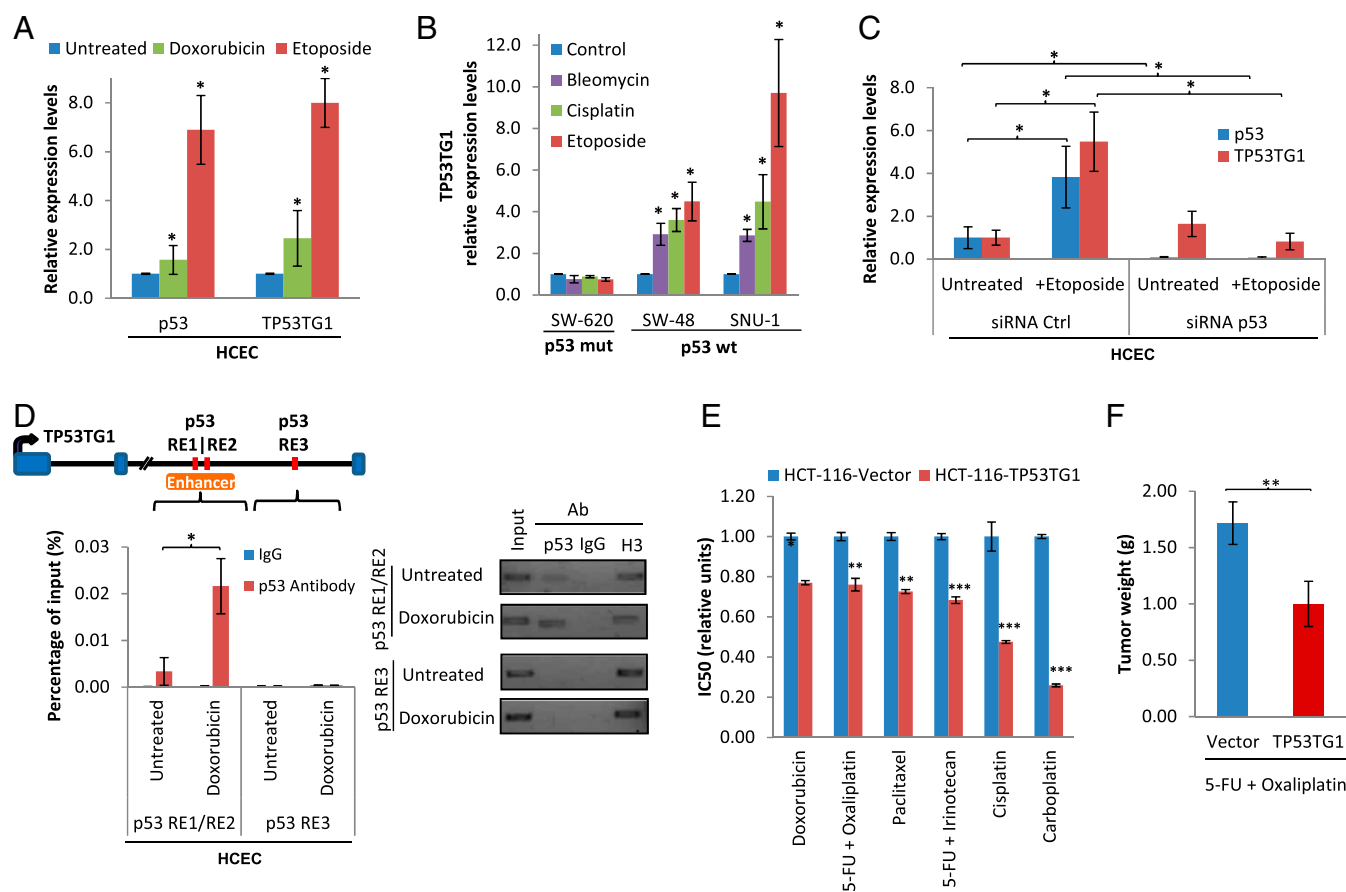 A
Untreated Doxorubicin Etoposide
Relative expression levels
8.0
6.0
4.0
2.0
0.0
* * * *
p53 TP53TG1
HCEC
B
TP53TG1
relative expression levels
12.0
10.0
8.0
6.0
4.0
2.0
0.0
Control
Bleomycin
Cisplatin
Etoposide
* * * * * *
SW-620 SW-48 SNU-1
p53 mut p53 wt
C
Relative expression levels
8.0
6.0
4.0
2.0
0.0
* * * * *
p53
TP53TG1
Untreated +Etoposide Untreated +Etoposide
siRNA Ctrl siRNA p53
HCEC
D
TP53TG1
p53 p53
RE1|RE2 RE3
Enhancer
Percentage of input (%)
0.03
0.02
0.01
0.00
*
IgG
p53 Antibody
Untreated Doxorubicin Untreated Doxorubicin
p53 RE1/RE2 p53 RE3
HCEC
Input
Ab
p53 IgG H3
p53 RE1/RE2
Untreated
Doxorubicin
p53 RE3
Untreated
Doxorubicin
E
HCT-116-Vector HCT-116-TP53TG1
IC50 (relative units)
1.20
1.00
0.80
0.60
0.40
0.20
0.00
* ** ** *** *** ***
Doxorubicin
5-FU + Oxaliplatin
Paclitaxel
5-FU + Irinotecan
Cisplatin
Carboplatin
F
Tumor weight (g)
2.00
1.50
1.00
0.50
0.00
**
Vector TP53TG1
5-FU + Oxaliplatin